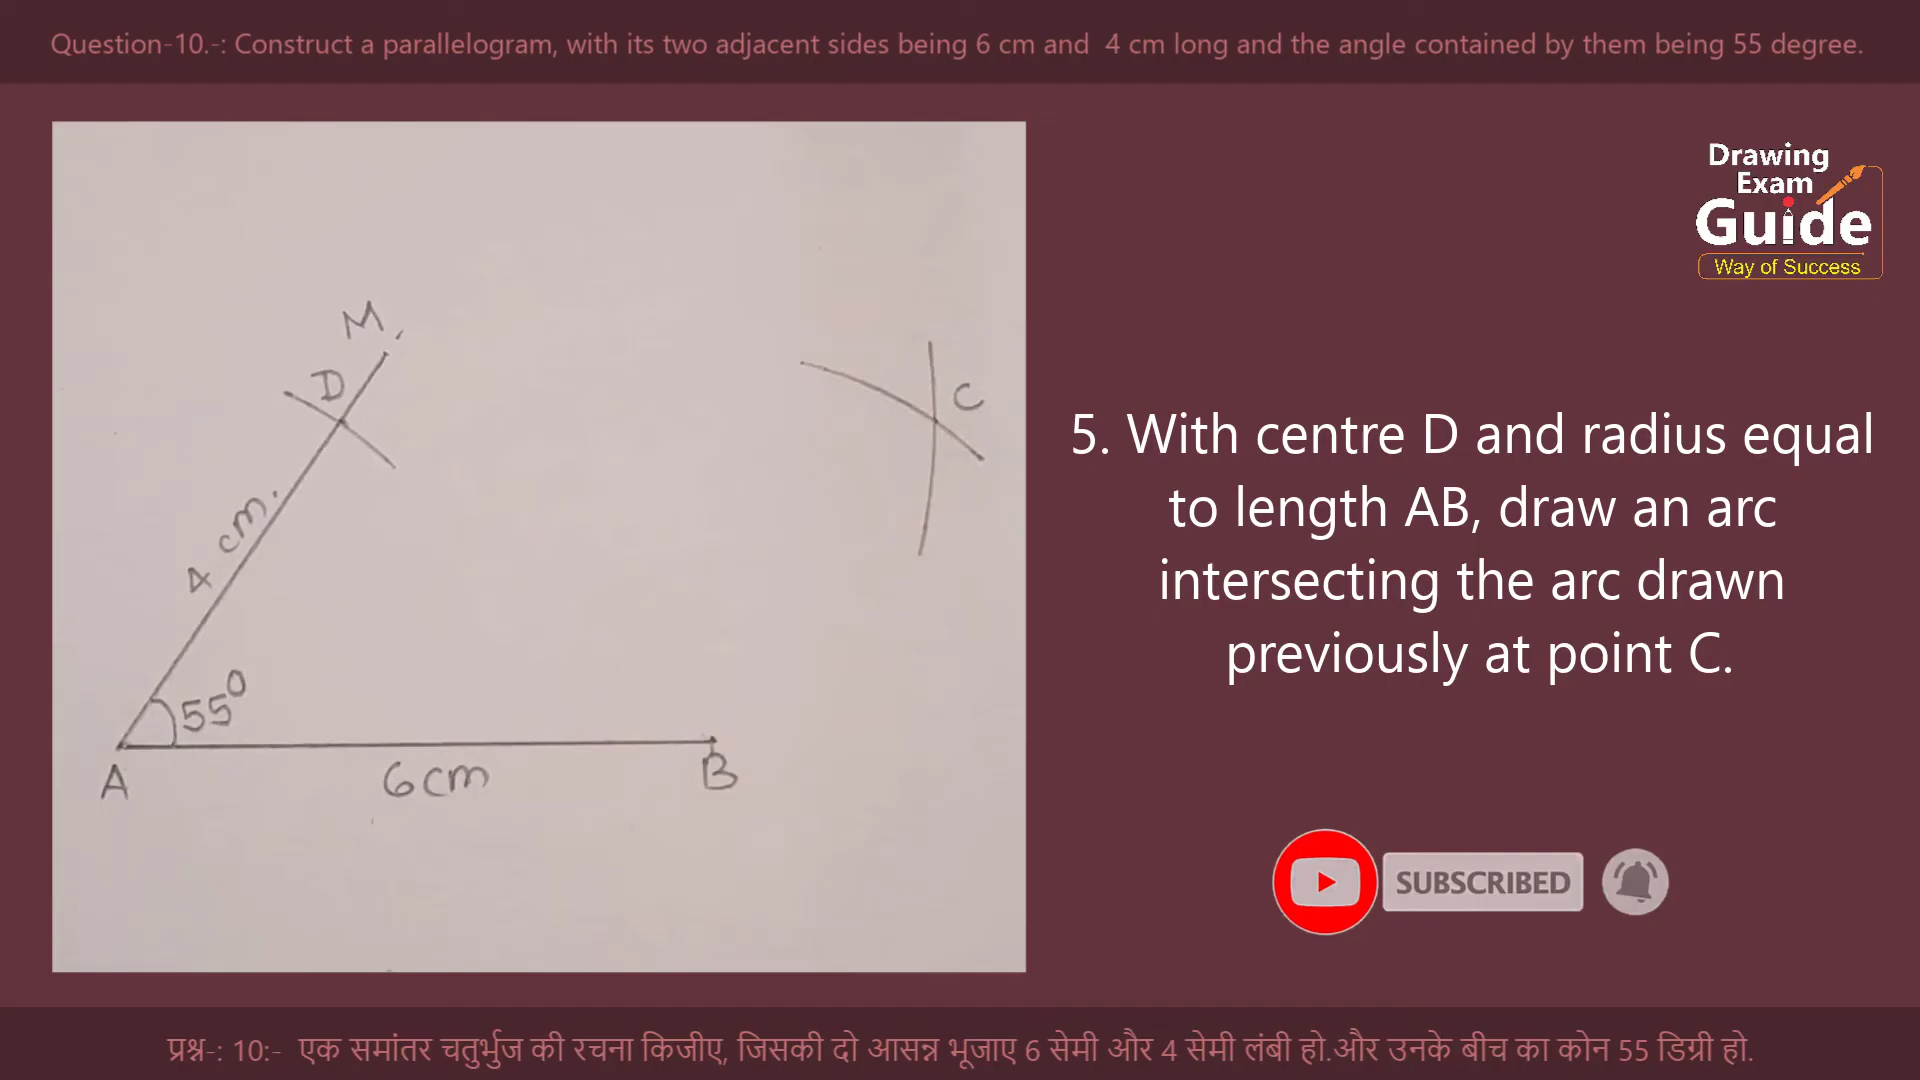 Question-10.-: Construct a parallelogram, with its two adjacent sides being 6 cm and 4 cm long and the angle contained by them being 55 degree.
Drawing
Exam
Guide
Way of Success
M.
D
C
4 cm.
55°
A
6cm
B
5. With centre D and radius equal
to length AB, draw an arc
intersecting the arc drawn
previously at point C.
SUBSCRIBED
प्रश्न-: 10:- एक समांतर चतुर्भुज की रचना किजीए, जिसकी दो आसन्न भूजाए 6 सेमी और 4 सेमी लंबी हो.और उनके बीच का कोन 55 डिग्री हो.